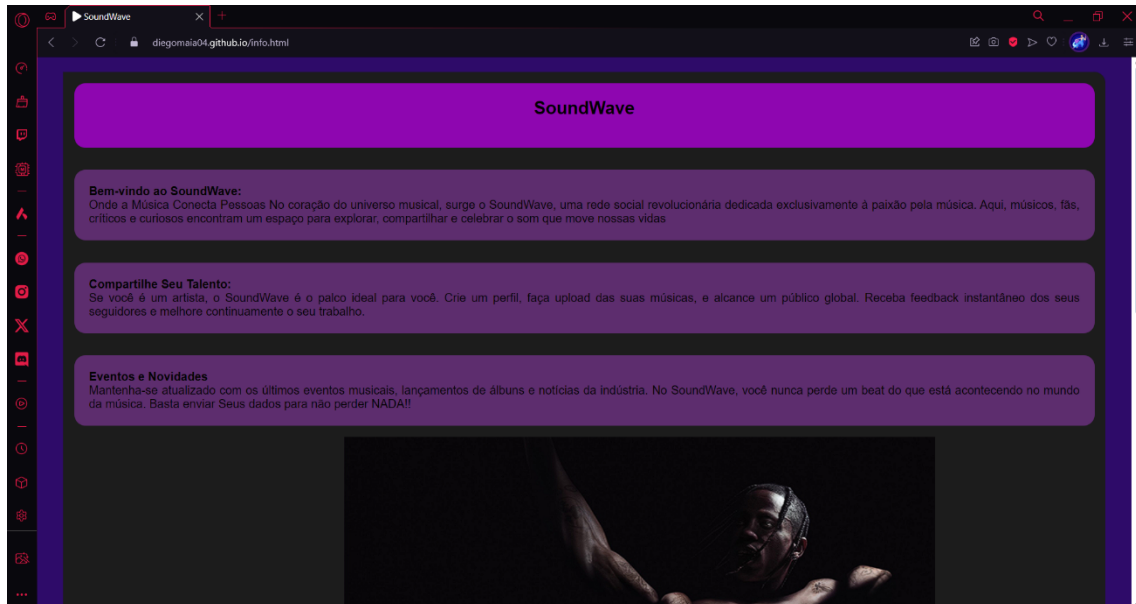 SoundWave
diegomaia04.github.io/info.html
SoundWave
Bem-vindo ao SoundWave:
Onde a Música Conecta Pessoas No coração do universo musical, surge o SoundWave, uma rede social revolucionária dedicada exclusivamente á paixão pela música. Aqui, músicos, fãs,
críticos e curiosos encontram um espaço para explorar, compartilhar e celebrar o som que move nossas vidas
Compartilhe Seu Talento:
Se você é um artista, o SoundWave é o palco ideal para você. Crie um perfil, faça upload das suas músicas, e alcance um público global. Receba feedback instantâneo dos seus
seguidores e melhore continuamente o seu trabalho.
Eventos e Novidades
Mantenha-se atualizado com os últimos eventos musicais, lançamentos de álbuns e notícias da indústria. No SoundWave, você nunca perde um beat do que está acontecendo no mundo
da música. Basta enviar Seus dados para não perder NADA!!